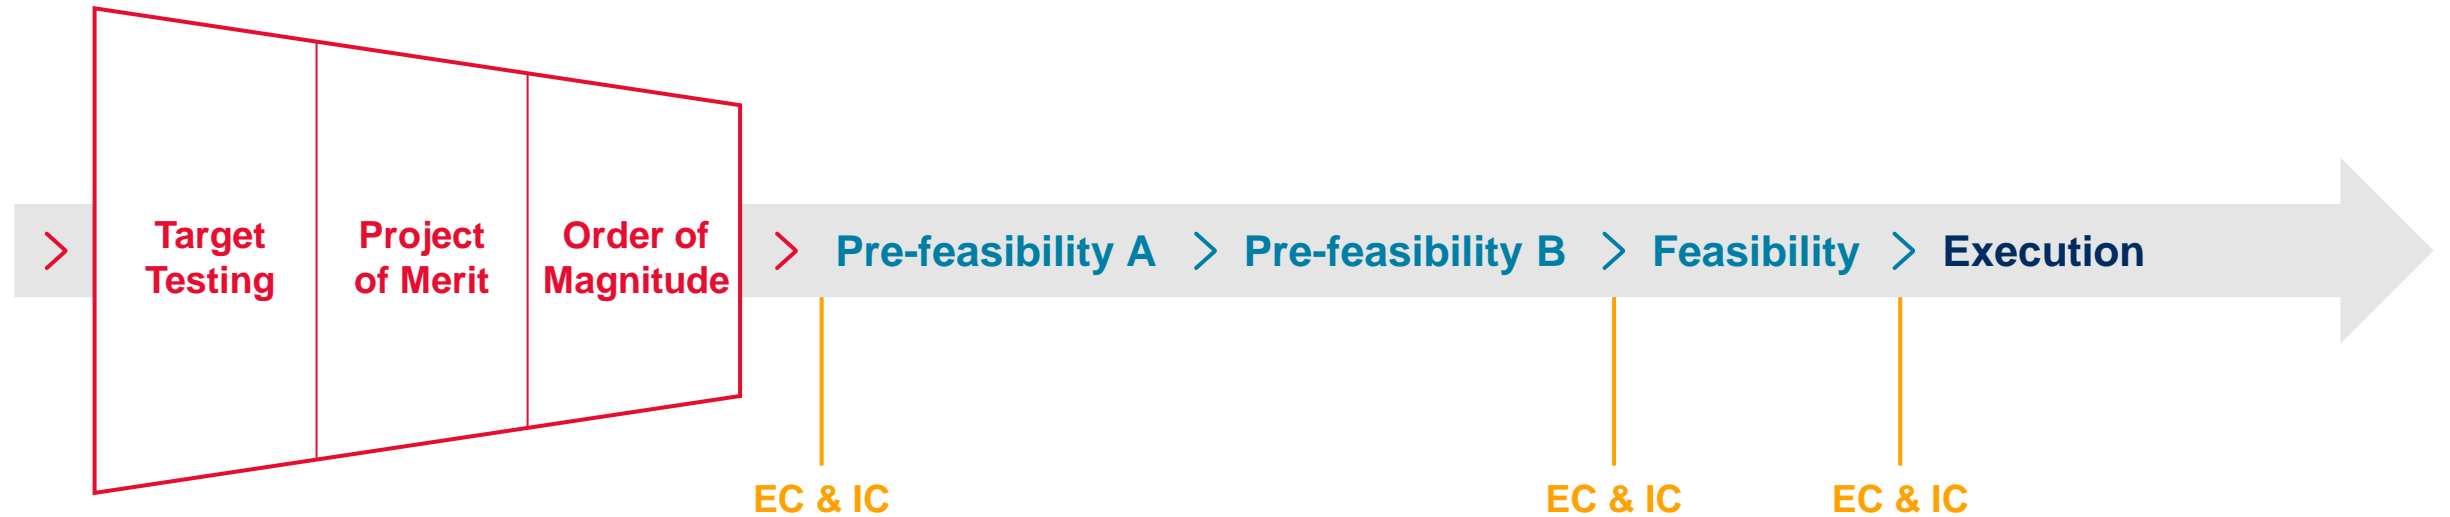 Target
Testing
Project
of Merit
Order of
Magnitude
Pre-feasibility A
Pre-feasibility B
Feasibility
Execution
EC & IC
EC & IC
EC & IC